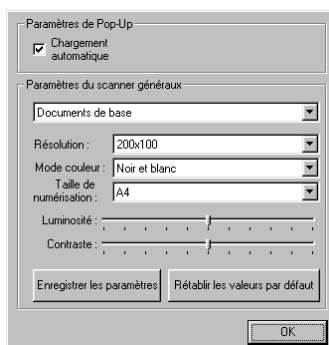 Paramètres de Pop-Up
Chargement
automatique
Paramètres du scanner généraux
Documents de base
Résolution :
200x100
Mode couleur :
Noir et blanc
Taille de
numérisation :
A4
Luminosité :
Contraste :
Enregistrer les paramètres
Rétablir les valeurs par défaut
OK